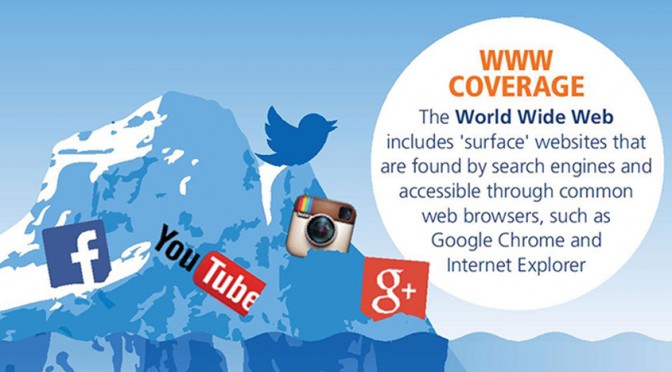 WWW
COVERAGE
The World Wide Web
includes 'surface' websites that
are found by search engines and
accessible through common
web browsers, such as
Google Chrome and
Internet Explorer
f
You
Tube
g+